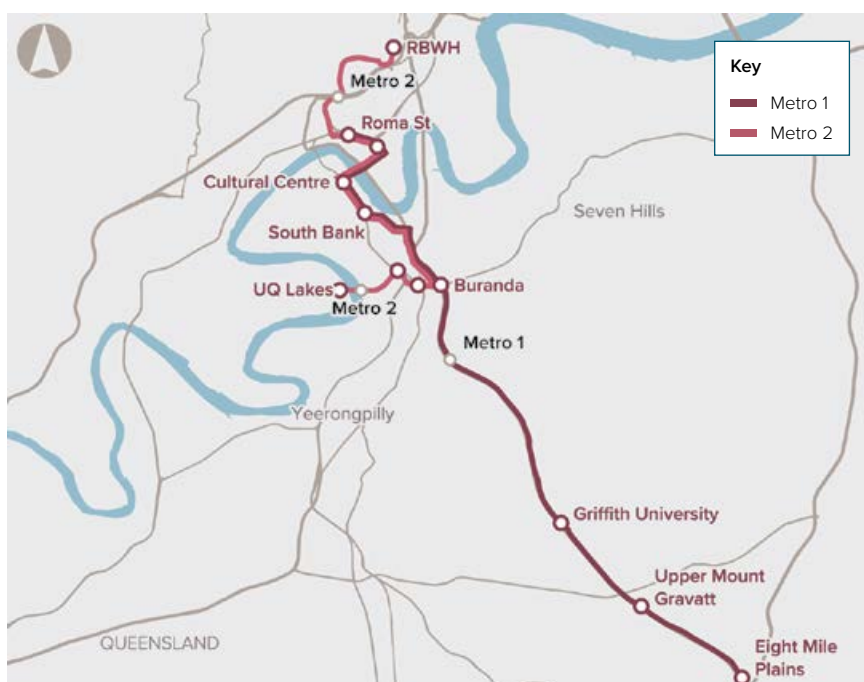 RBWH
Key
Metro 1
Metro 2
Metro 2
Roma St
Cultural Centre
Seven Hills
South Bank
UQ Lakes
Buranda
Metro 2
Metro 1
Yeerongpilly
Griffith University
Upper Mount
Gravatt
QUEENSLAND
Eight Mile
Plains